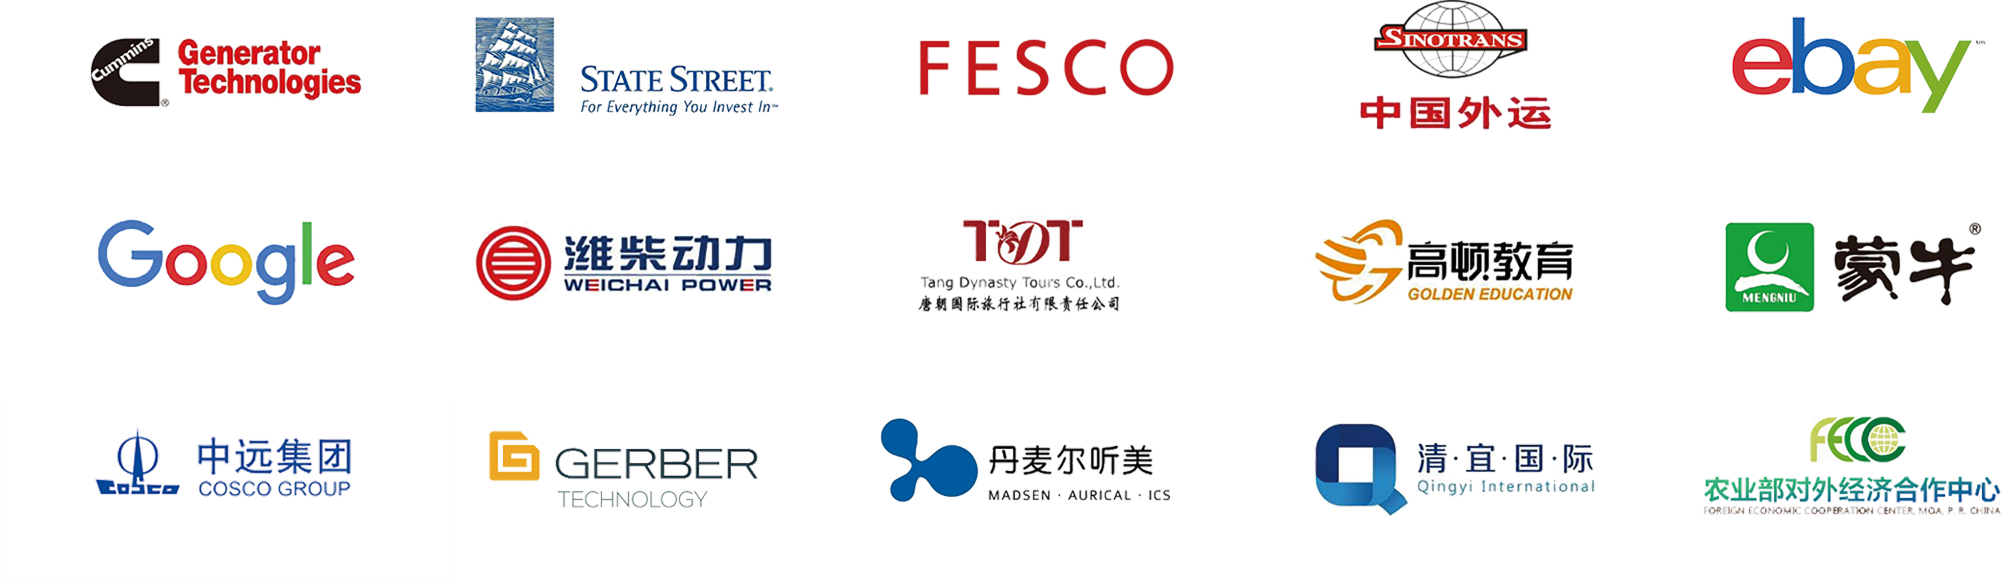 Cummins
Generator
Technologies
®
STATE STREET.
For Everything You Invest In℠
FESCO
SINOTRANS
中国外运
ebay™
Google
潍柴动力
WEICHAI POWER
TDT
Tang Dynasty Tours Co.,Ltd.
唐朝国际旅行社有限责任公司
高顿教育
GOLDEN EDUCATION
MENGNIU
蒙牛®
COSCO
中远集团
COSCO GROUP
GERBER
TECHNOLOGY
丹麦尔听美
MADSEN · AURICAL · ICS
清·宜·国·际
Qingyi International
FECC
农业部对外经济合作中心
FOREIGN ECONOMIC COOPERATION CENTER, MOA, P. R. CHINA